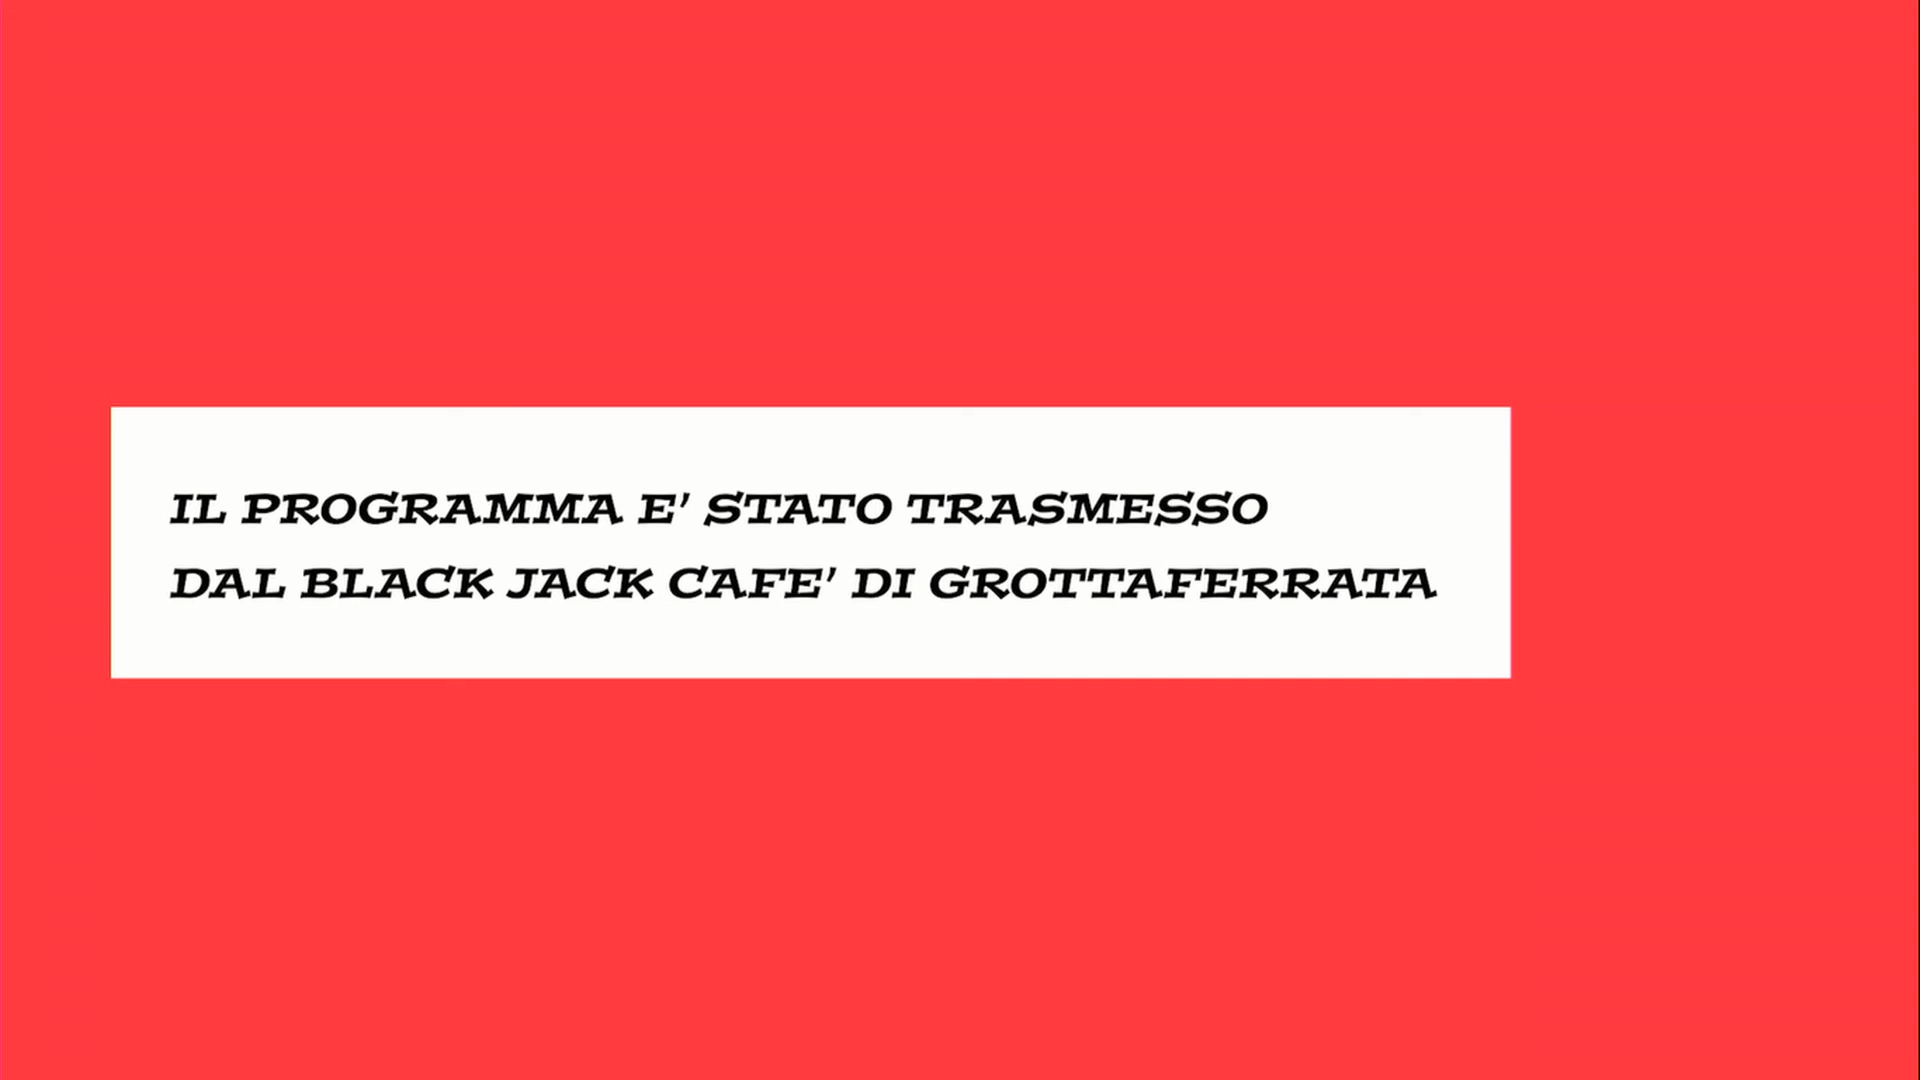 IL PROGRAMMA E' STATO TRASMESSO
DAL BLACK JACK CAFE' DI GROTTAFERRATA